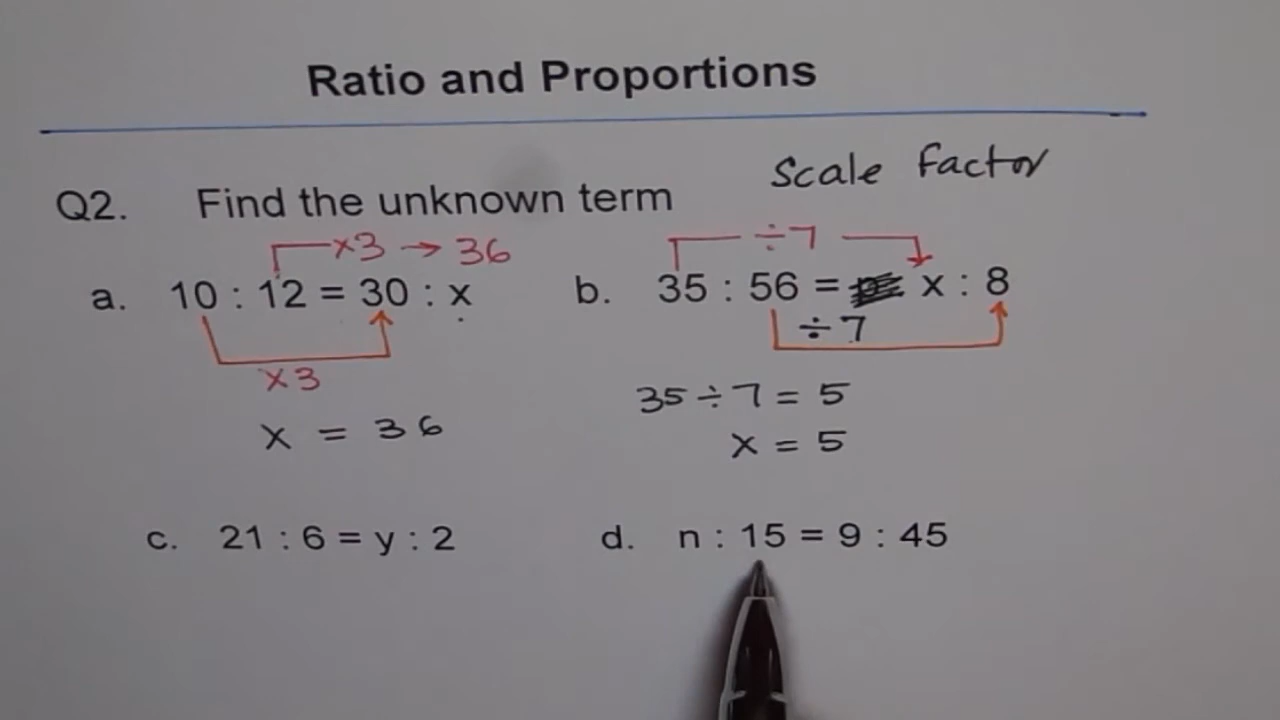 Ratio and Proportions
Scale Factor
Q2. Find the unknown term
×3 → 36
÷7
a. 10 : 12 = 30 : x
b. 35 : 56 = x : 8
×3
÷7
x = 36
35 ÷ 7 = 5
x = 5
c. 21 : 6 = y : 2
d. n : 15 = 9 : 45